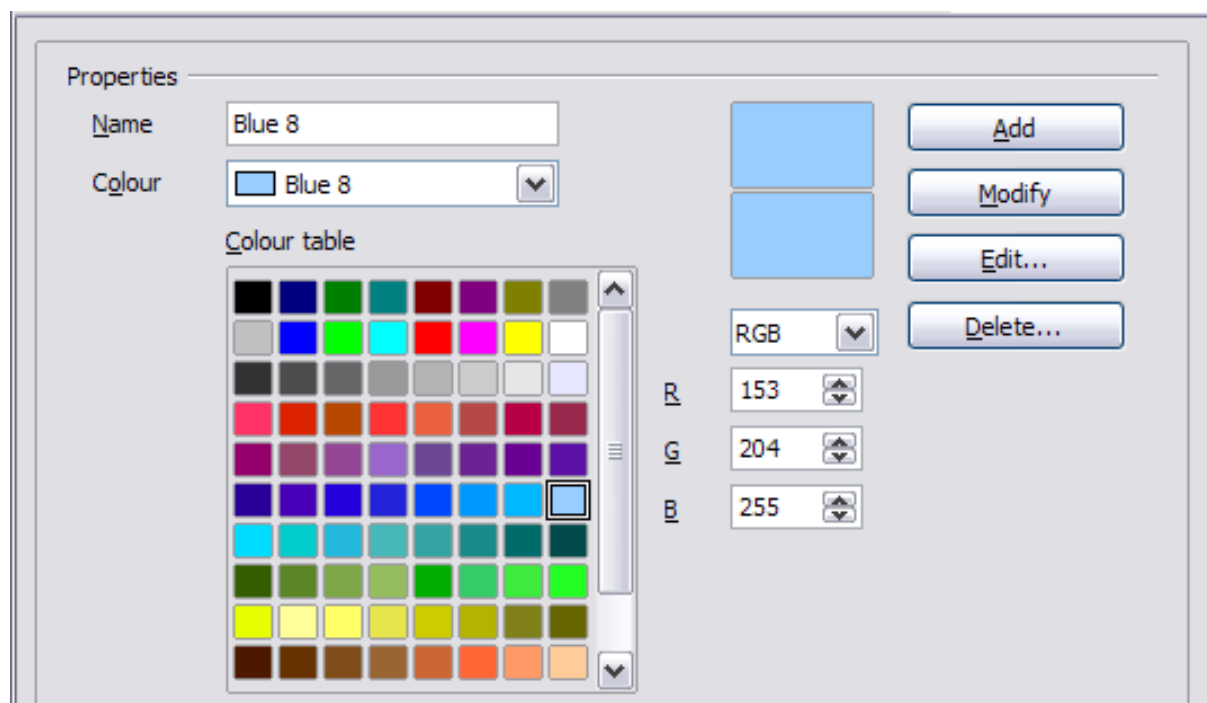 Properties
Name Blue 8 Add
Colour Blue 8 Modify
Colour table
Edit...
RGB Delete...
R 153
G 204
B 255